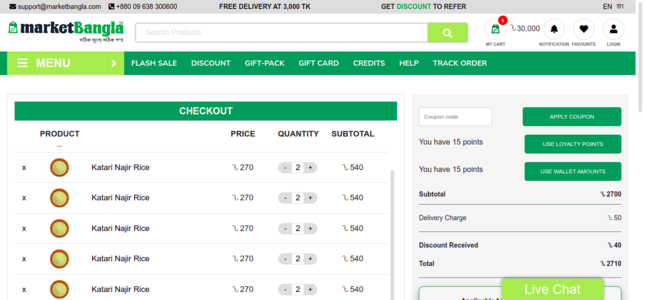 support@marketbangla.com +880 09 638 300600 FREE DELIVERY AT 3,000 TK GET DISCOUNT TO REFER EN বাং
marketBangla
সঠিক মূল্যে সঠিক পণ্য
Search Products
5
৳30,000
MY CART NOTIFICATION FAVOURITE LOGIN
MENU FLASH SALE DISCOUNT GIFT-PACK GIFT CARD CREDITS HELP TRACK ORDER
CHECKOUT
PRODUCT PRICE QUANTITY SUBTOTAL
x Katari Najir Rice ৳ 270 - 2 + ৳ 540
x Katari Najir Rice ৳ 270 - 2 + ৳ 540
x Katari Najir Rice ৳ 270 - 2 + ৳ 540
x Katari Najir Rice ৳ 270 - 2 + ৳ 540
x Katari Najir Rice ৳ 270 - 2 + ৳ 540
Coupon code APPLY COUPON
You have 15 points USE LOYALTY POINTS
You have 15 points USE WALLET AMOUNTS
Subtotal ৳ 2700
Delivery Charge ৳ 50
Discount Received ৳ 40
Total ৳ 2710
Live Chat